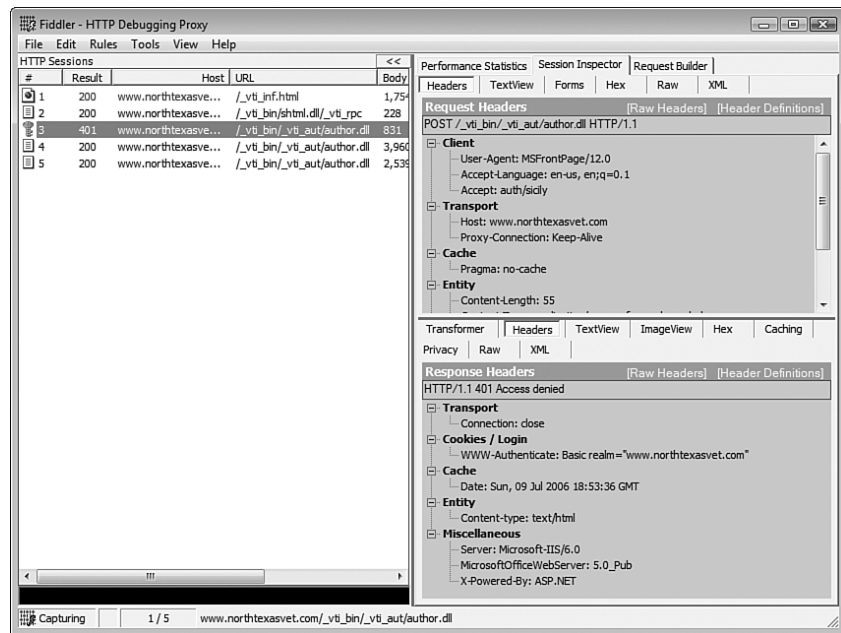 Fiddler - HTTP Debugging Proxy
File Edit Rules Tools View Help
HTTP Sessions <<
# Result Host URL Body
1 200 www.northtexasve... /_vti_inf.html 1,754
2 200 www.northtexasve... /_vti_bin/shtml.dll/_vti_rpc 228
3 401 www.northtexasve... /_vti_bin/_vti_aut/author.dll 831
4 200 www.northtexasve... /_vti_bin/_vti_aut/author.dll 3,960
5 200 www.northtexasve... /_vti_bin/_vti_aut/author.dll 2,539
Performance Statistics Session Inspector Request Builder
Headers TextView Forms Hex Raw XML
Request Headers [Raw Headers] [Header Definitions]
POST /_vti_bin/_vti_aut/author.dll HTTP/1.1
Client
User-Agent: MSFrontPage/12.0
Accept-Language: en-us, en;q=0.1
Accept: auth/sicily
Transport
Host: www.northtexasvet.com
Proxy-Connection: Keep-Alive
Cache
Pragma: no-cache
Entity
Content-Length: 55
Transformer Headers TextView ImageView Hex Caching
Privacy Raw XML
Response Headers [Raw Headers] [Header Definitions]
HTTP/1.1 401 Access denied
Transport
Connection: close
Cookies / Login
WWW-Authenticate: Basic realm="www.northtexasvet.com"
Cache
Date: Sun, 09 Jul 2006 18:53:36 GMT
Entity
Content-type: text/html
Miscellaneous
Server: Microsoft-IIS/6.0
MicrosoftOfficeWebServer: 5.0_Pub
X-Powered-By: ASP.NET
Capturing 1 / 5 www.northtexasvet.com/_vti_bin/_vti_aut/author.dll